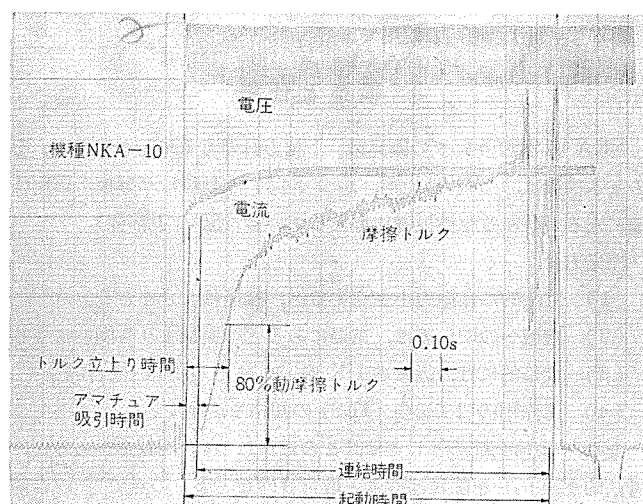 電圧
機種NKA-10
電流
摩擦トルク
0.10s
トルク立上り時間
80%動摩擦トルク
アマチュア
吸引時間
連結時間
起動時間